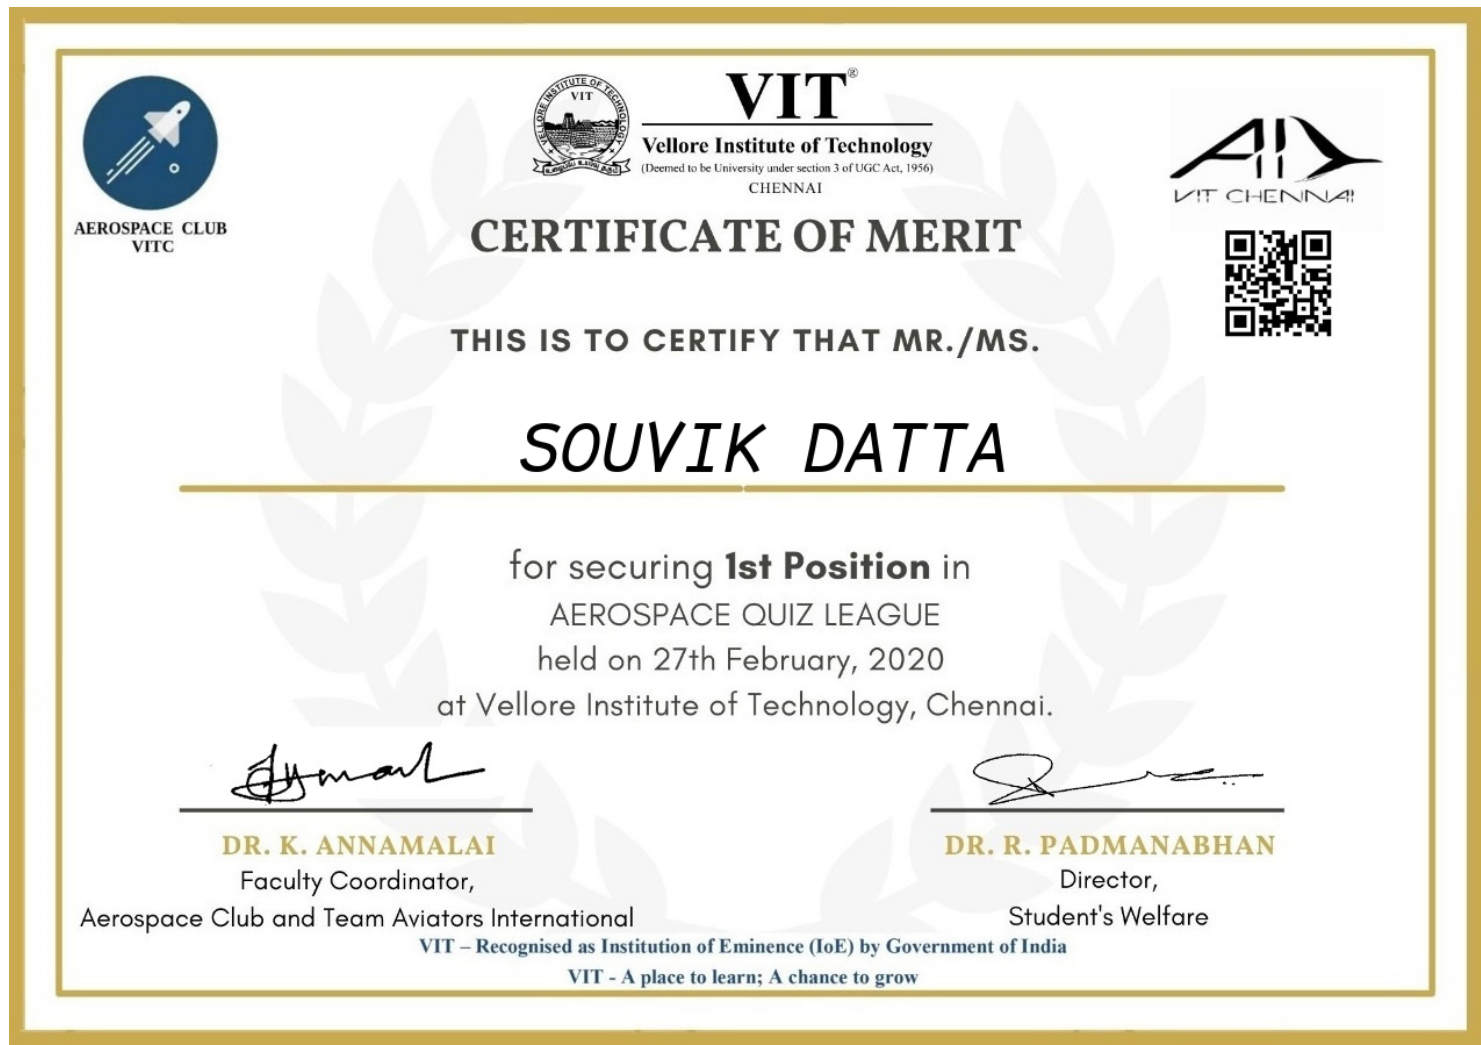 AEROSPACE CLUB
VITC
VELLORE INSTITUTE OF TECHNOLOGY
VIT
VIT®
Vellore Institute of Technology
(Deemed to be University under section 3 of UGC Act, 1956)
CHENNAI
VIT CHENNAI
CERTIFICATE OF MERIT
THIS IS TO CERTIFY THAT MR./MS.
SOUVIK DATTA
for securing 1st Position in
AEROSPACE QUIZ LEAGUE
held on 27th February, 2020
at Vellore Institute of Technology, Chennai.
DR. K. ANNAMALAI
Faculty Coordinator,
Aerospace Club and Team Aviators International
DR. R. PADMANABHAN
Director,
Student's Welfare
VIT – Recognised as Institution of Eminence (IoE) by Government of India
VIT - A place to learn; A chance to grow